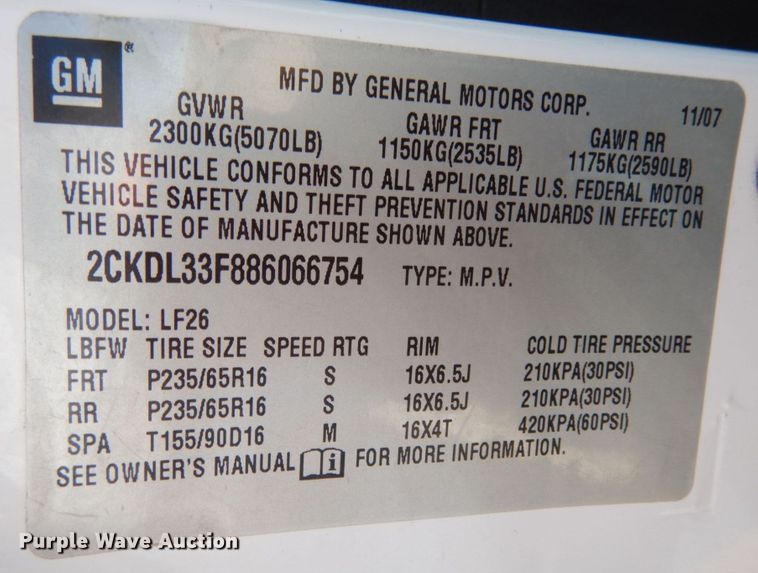 GM®
MFD BY GENERAL MOTORS CORP. 11/07
GVWR GAWR FRT GAWR RR
2300KG(5070LB) 1150KG(2535LB) 1175KG(2590LB)
THIS VEHICLE CONFORMS TO ALL APPLICABLE U.S. FEDERAL MOTOR
VEHICLE SAFETY AND THEFT PREVENTION STANDARDS IN EFFECT ON
THE DATE OF MANUFACTURE SHOWN ABOVE.
2CKDL33F886066754 TYPE: M.P.V.
MODEL: LF26
LBFW TIRE SIZE SPEED RTG RIM COLD TIRE PRESSURE
FRT P235/65R16 S 16X6.5J 210KPA(30PSI)
RR P235/65R16 S 16X6.5J 210KPA(30PSI)
SPA T155/90D16 M 16X4T 420KPA(60PSI)
SEE OWNER'S MANUAL i FOR MORE INFORMATION.
Purple Wave Auction